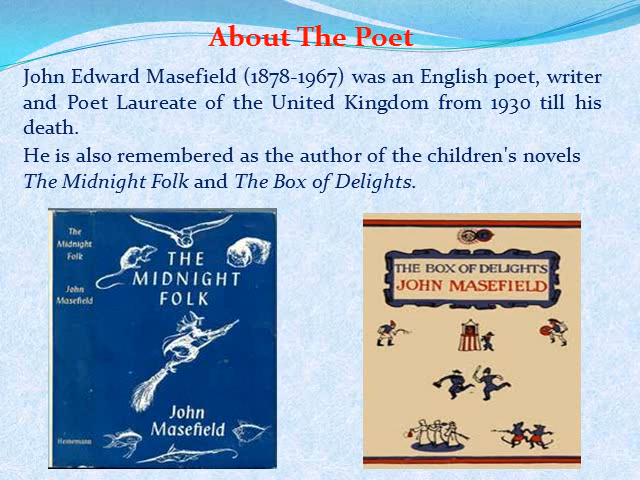 About The Poet
John Edward Masefield (1878-1967) was an English poet, writer
and Poet Laureate of the United Kingdom from 1930 till his
death.
He is also remembered as the author of the children's novels
The Midnight Folk and The Box of Delights.
The
Midnight
Folk
John
Masefield
Heinemann
THE
MIDNIGHT
FOLK
John
Masefield
THE BOX OF DELIGHTS
JOHN MASEFIELD